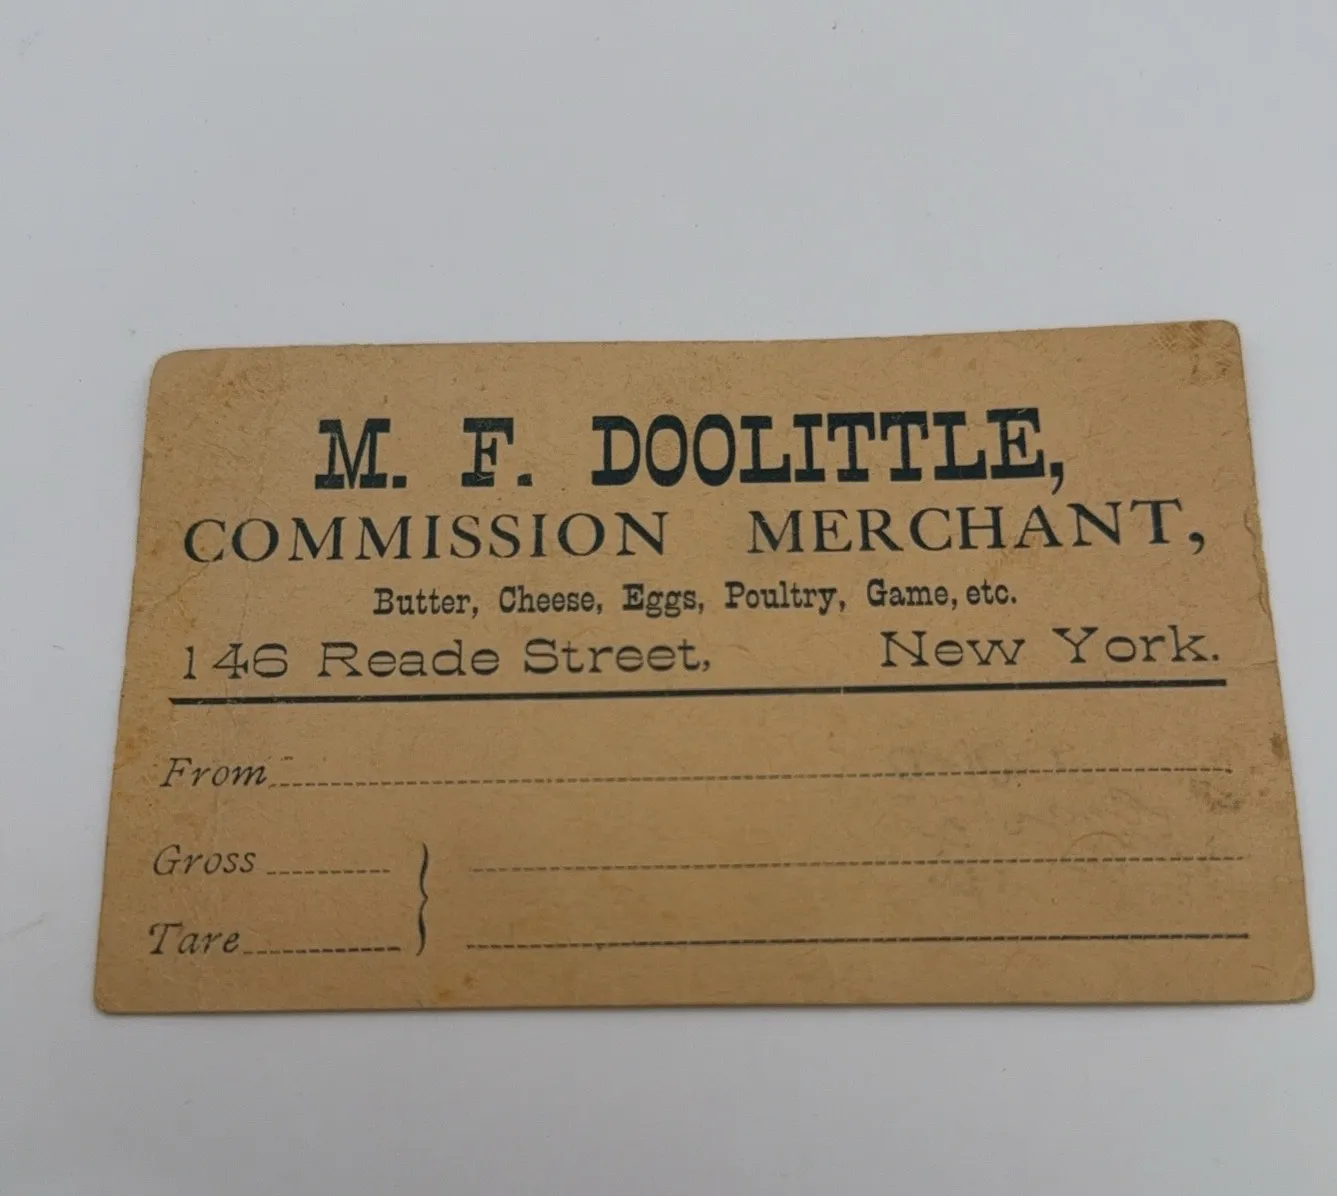 M. F. DOOLITTLE,
COMMISSION MERCHANT,
Butter, Cheese, Eggs, Poultry, Game, etc.
146 Reade Street, New York.
From
Gross
Tare